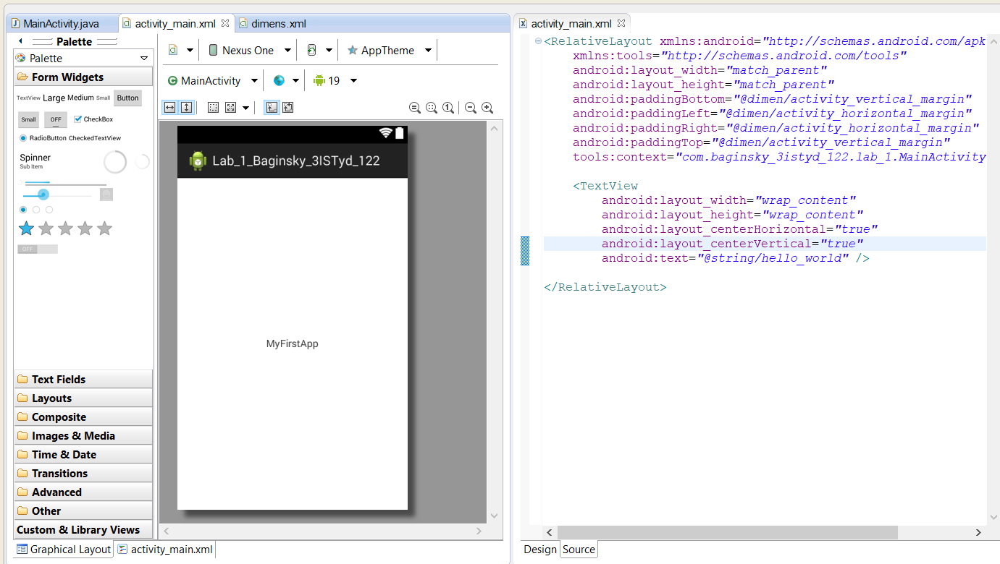 MainActivity.java
activity_main.xml
dimens.xml
Palette
Palette
Form Widgets
TextView Large Medium Small Button
Small OFF CheckBox
RadioButton CheckedTextView
Spinner
Sub Item
OFF
Text Fields
Layouts
Composite
Images & Media
Time & Date
Transitions
Advanced
Other
Custom & Library Views
Nexus One
AppTheme
MainActivity
19
Lab_1_Baginsky_3ISTyd_122
MyFirstApp
Graphical Layout
activity_main.xml
activity_main.xml
<RelativeLayout xmlns:android="http://schemas.android.com/apk
xmlns:tools="http://schemas.android.com/tools"
android:layout_width="match_parent"
android:layout_height="match_parent"
android:paddingBottom="@dimen/activity_vertical_margin"
android:paddingLeft="@dimen/activity_horizontal_margin"
android:paddingRight="@dimen/activity_horizontal_margin"
android:paddingTop="@dimen/activity_vertical_margin"
tools:context="com.baginsky_3istyd_122.lab_1.MainActivity
<TextView
android:layout_width="wrap_content"
android:layout_height="wrap_content"
android:layout_centerHorizontal="true"
android:layout_centerVertical="true"
android:text="@string/hello_world" />
</RelativeLayout>
Design
Source